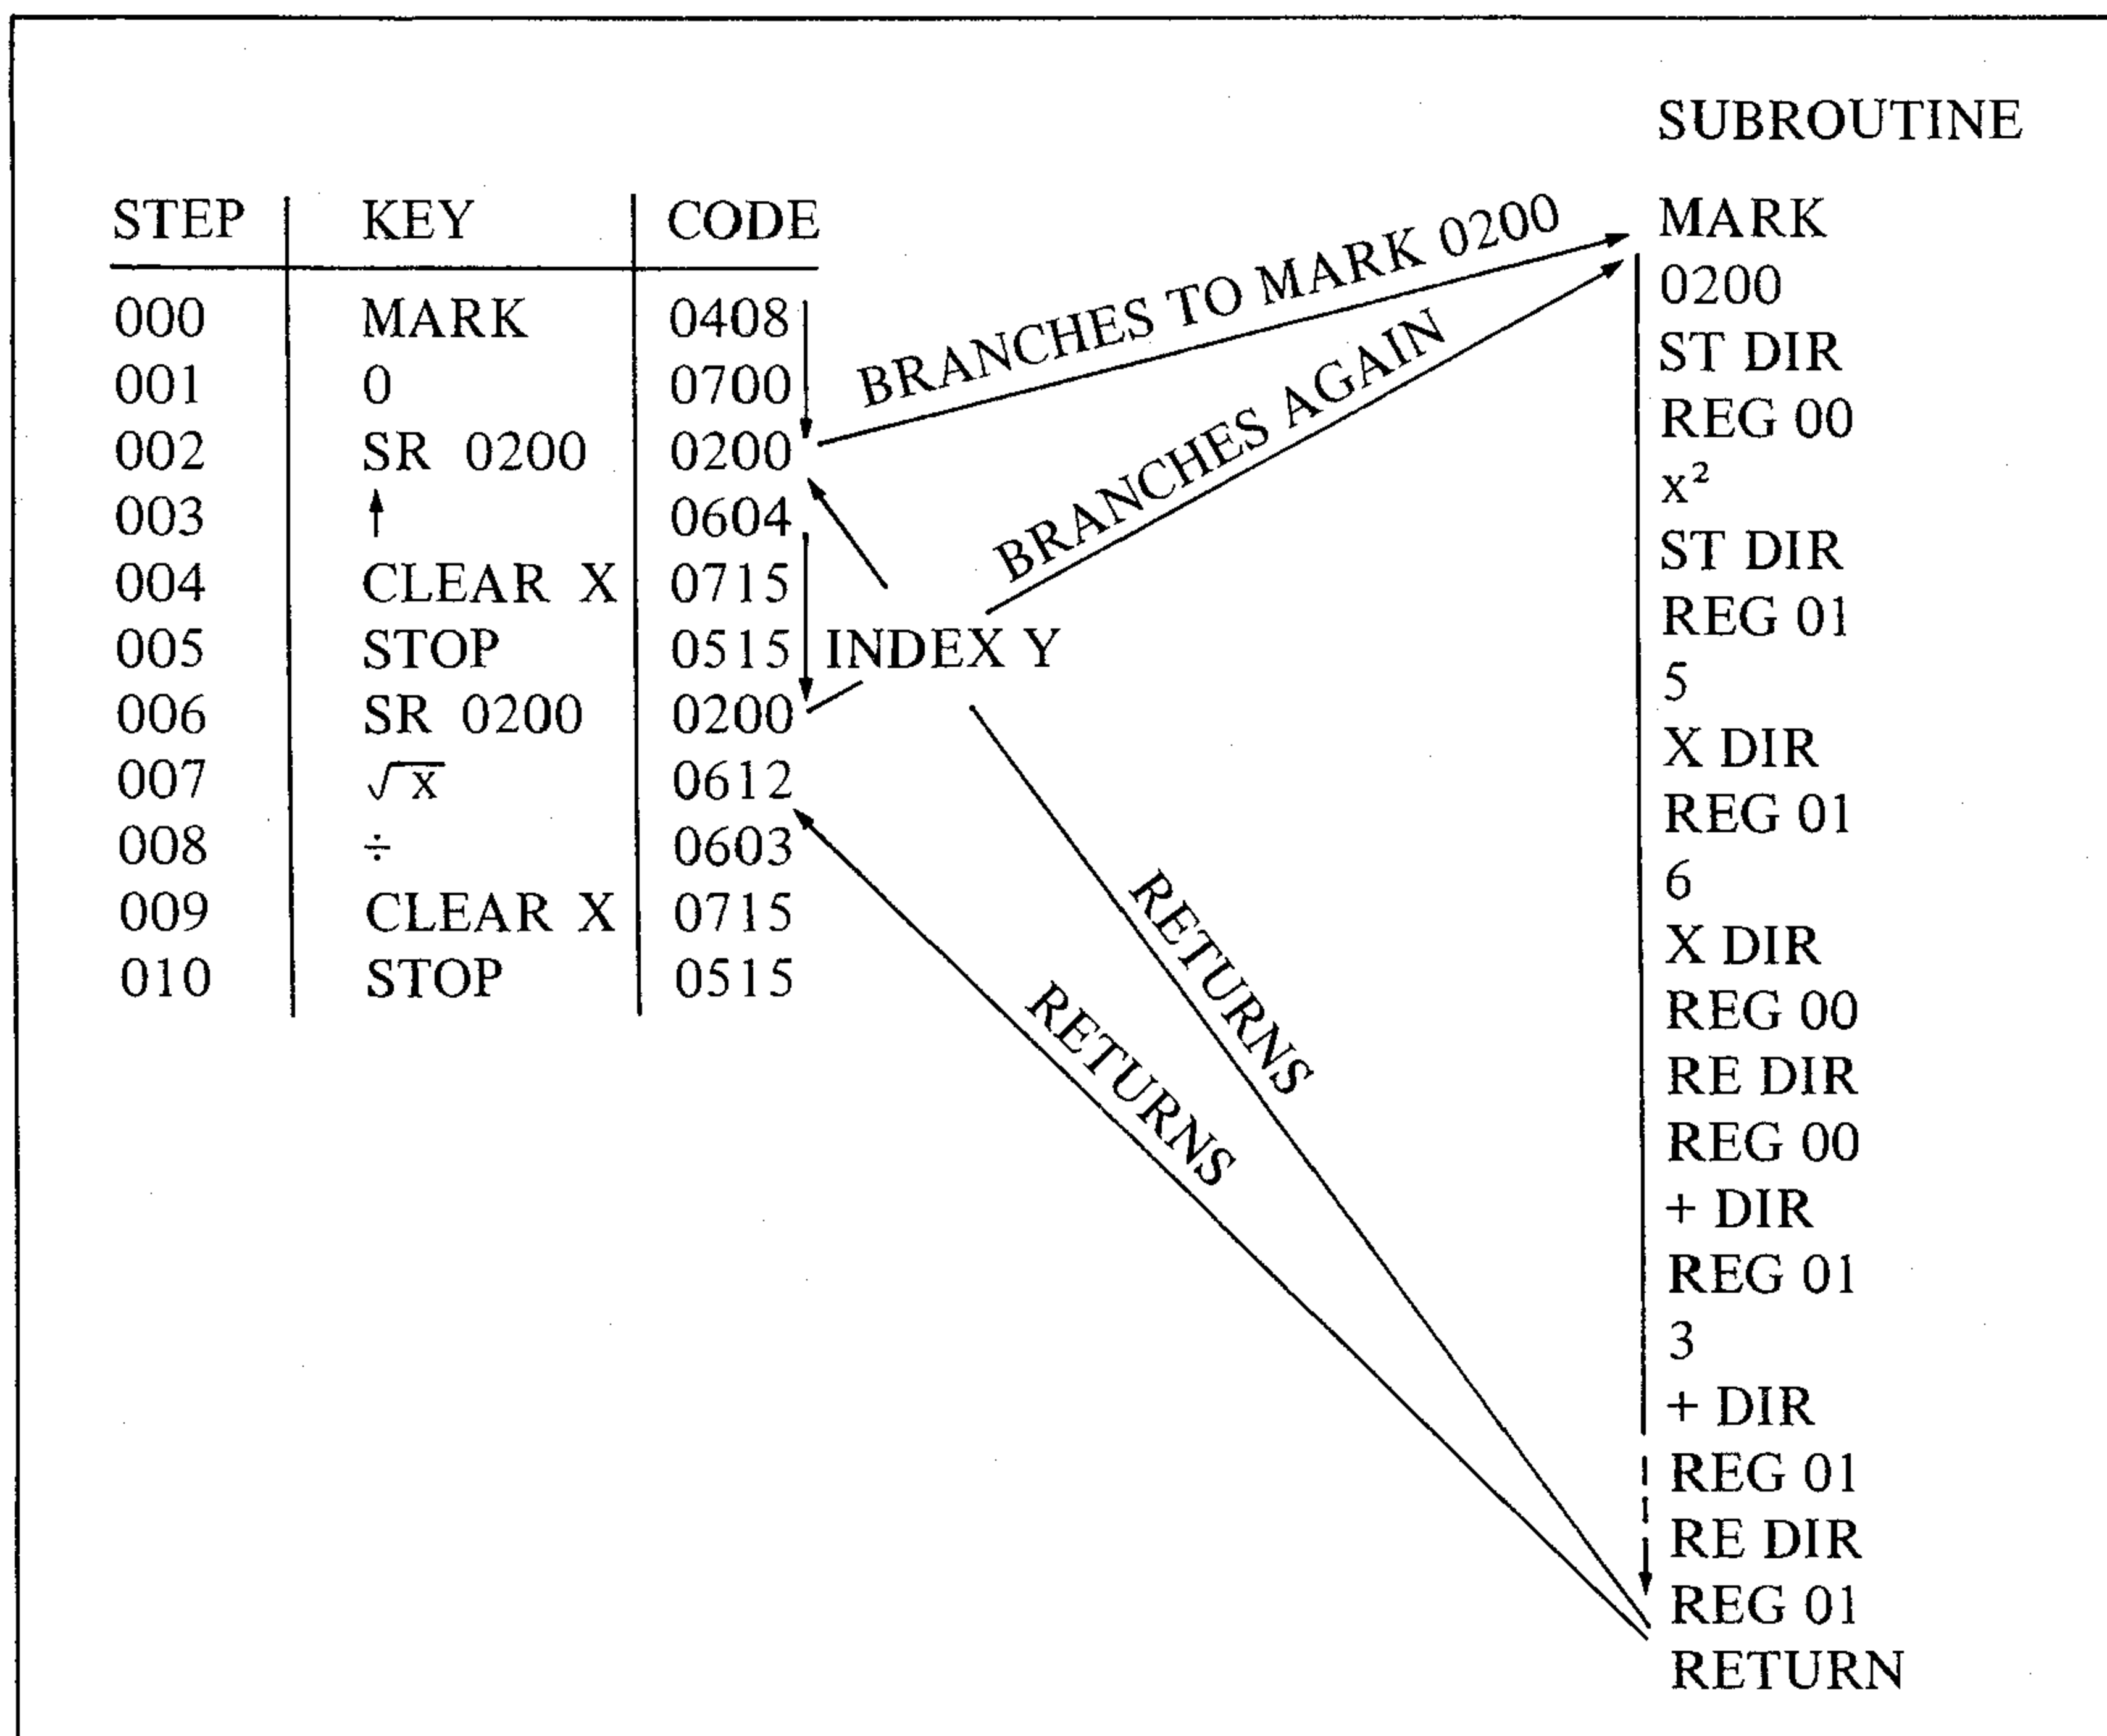 STEP KEY CODE
000 MARK 0408
001 0 0700
002 SR 0200 0200
003 ↑ 0604
004 CLEAR X 0715
005 STOP 0515
006 SR 0200 0200
007 √x 0612
008 ÷ 0603
009 CLEAR X 0715
010 STOP 0515
BRANCHES TO MARK 0200
BRANCHES AGAIN
INDEX Y
RETURNS
RETURNS
SUBROUTINE
MARK
0200
ST DIR
REG 00
x²
ST DIR
REG 01
5
X DIR
REG 01
6
X DIR
REG 00
RE DIR
REG 00
+ DIR
REG 01
3
+ DIR
REG 01
RE DIR
REG 01
RETURN